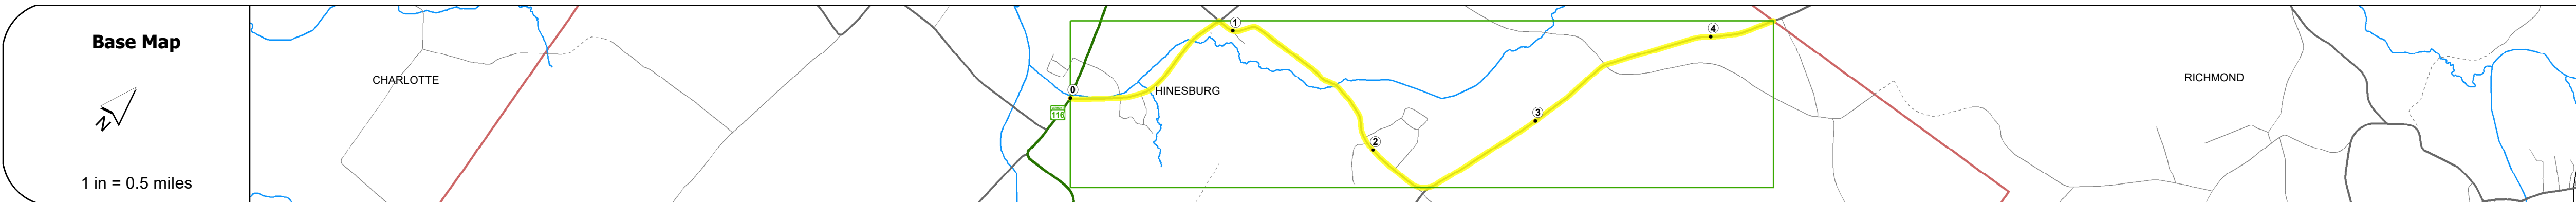 Base Map
N
1 in = 0.5 miles
CHARLOTTE
0
116
HINESBURG
1
2
3
4
RICHMOND